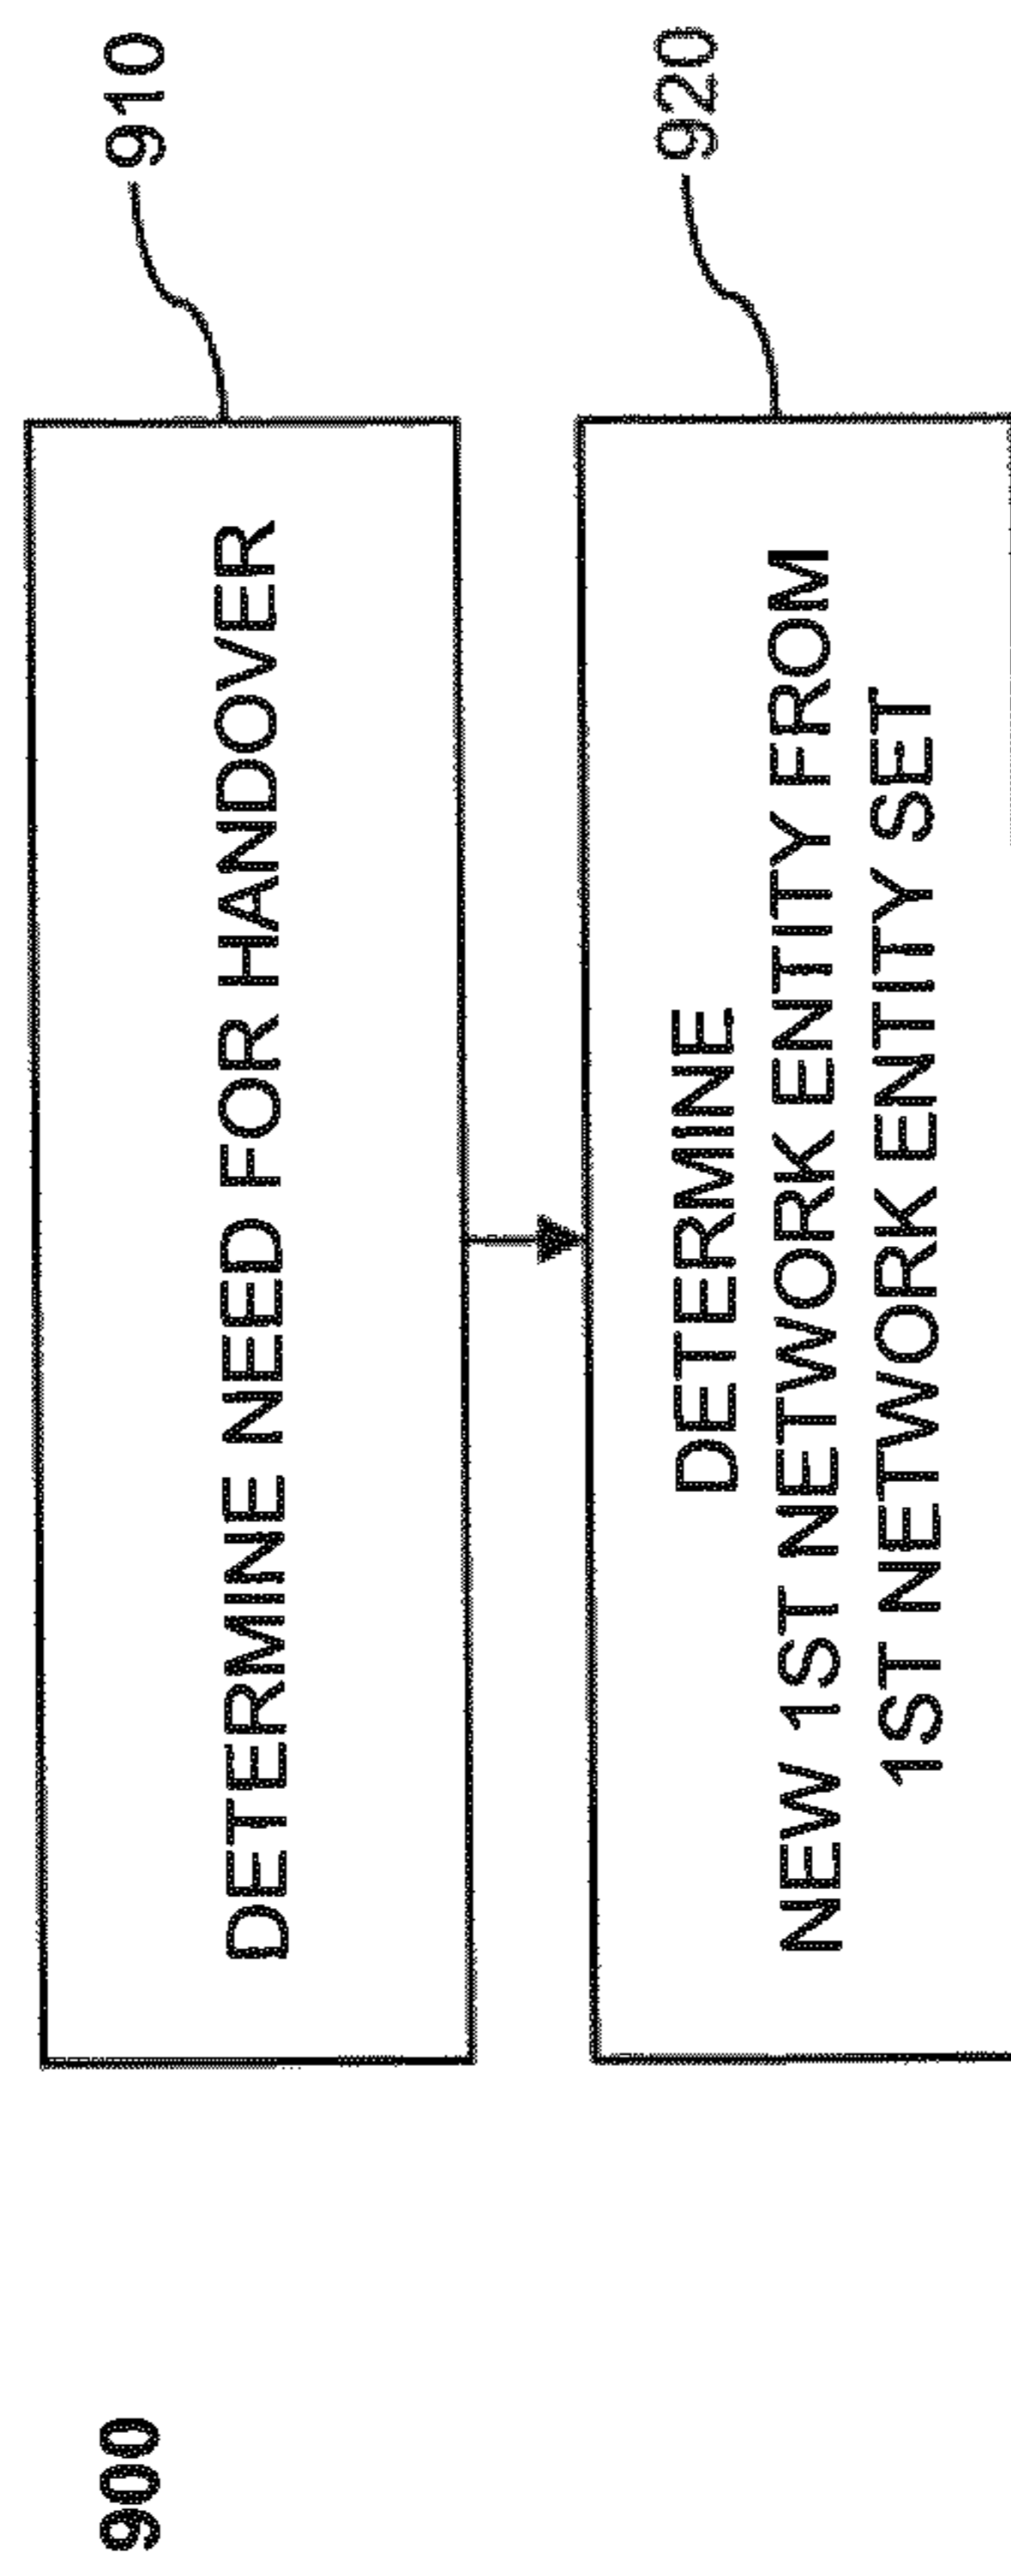 900
910
DETERMINE NEED FOR HANDOVER
920
DETERMINE
NEW 1ST NETWORK ENTITY FROM
1ST NETWORK ENTITY SET